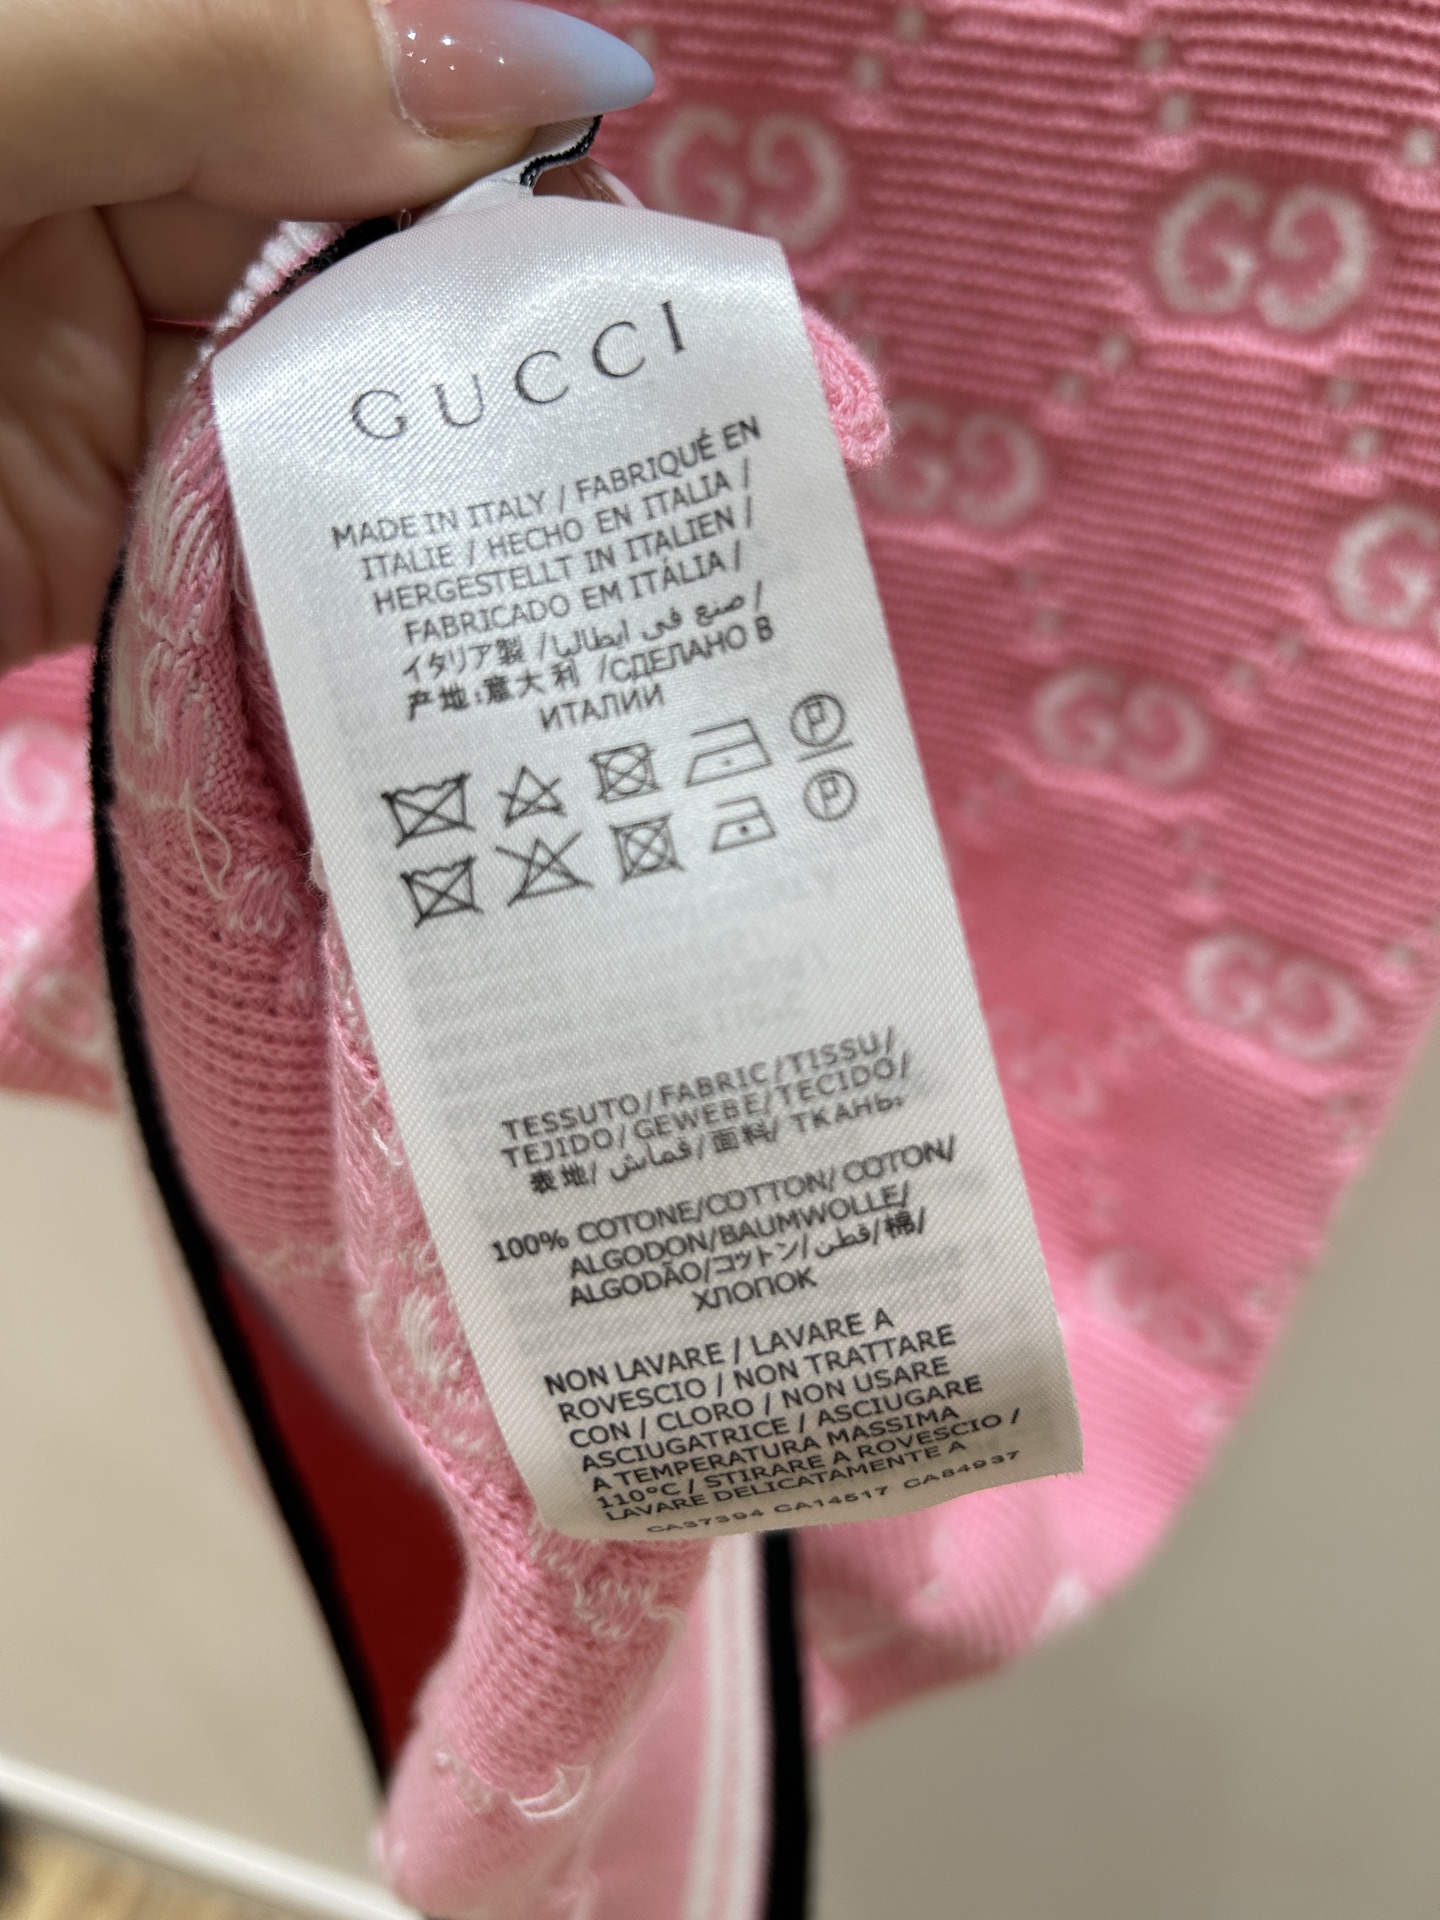 GUCCI
MADE IN ITALY / FABRIQUÉ EN
ITALIE / HECHO EN ITALIA /
HERGESTELLT IN ITALIEN /
FABRICADO EM ITÁLIA /
イタリア製 / صنع في ايطاليا /
产地:意大利 /СДЕЛАНО В
ИТАЛИИ
TESSUTO/FABRIC/TISSU/
TEJIDO/GEWEBE/TECIDO/
表地/ قماش /面料/ ТКАНЬ:
100% COTONE/COTTON/ COTON/
ALGODON/BAUMWOLLE/
ALGODÃO/コットン/قطن/棉/
ХЛОПОК
NON LAVARE / LAVARE A
ROVESCIO / NON TRATTARE
CON / CLORO / NON USARE
ASCIUGATRICE / ASCIUGARE
A TEMPERATURA MASSIMA
110°C / STIRARE A ROVESCIO /
LAVARE DELICATAMENTE A
CA37394 CA14517 CA84937